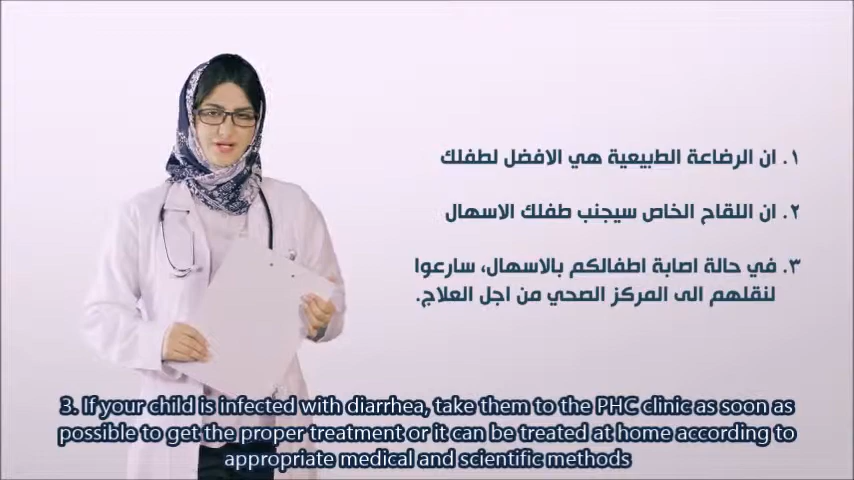 ١. ان الرضاعة الطبيعية هي الافضل لطفلك
٢. ان اللقاح الخاص سيجنب طفلك الاسهال
٣. في حالة اصابة اطفالكم بالاسهال، سارعوا
لنقلهم الى المركز الصحي من اجل العلاج.
3. If your child is infected with diarrhea, take them to the PHC clinic as soon as
possible to get the proper treatment or it can be treated at home according to
appropriate medical and scientific methods